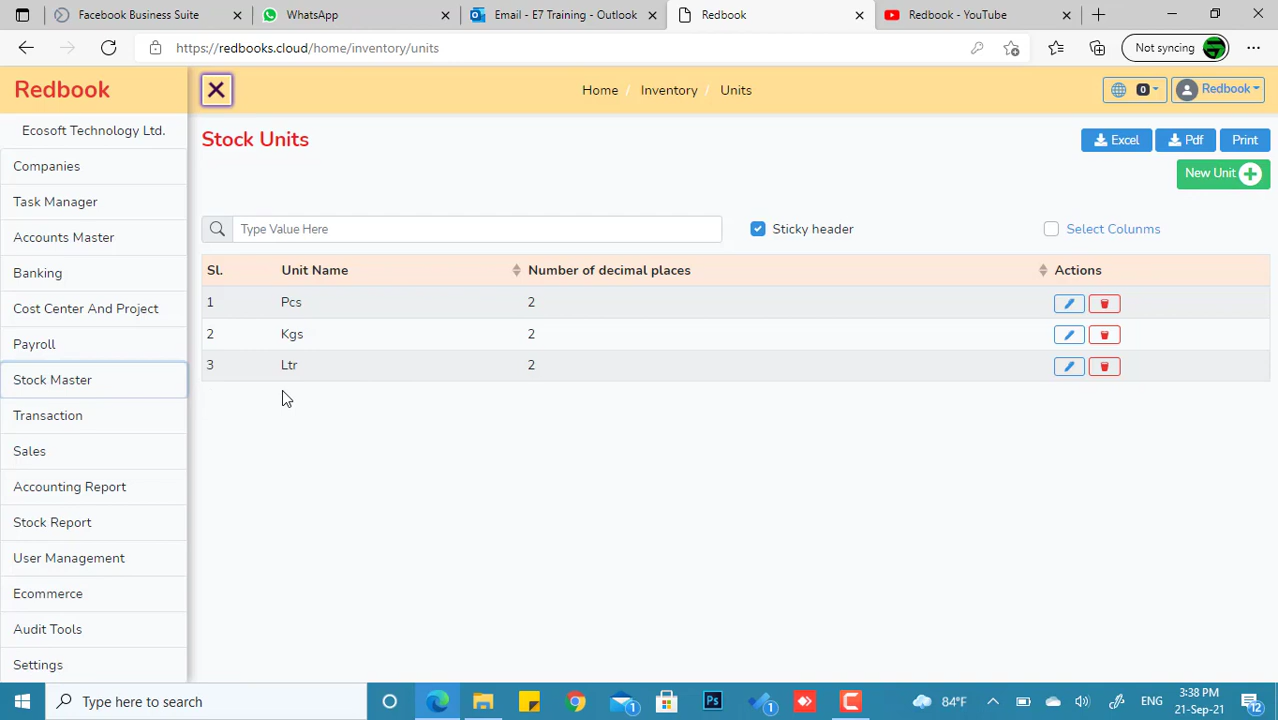 Facebook Business Suite
WhatsApp
Email - E7 Training - Outlook
Redbook
Redbook - YouTube
https://redbooks.cloud/home/inventory/units
Not syncing
Redbook
Home / Inventory / Units
0
Redbook
Ecosoft Technology Ltd.
Companies
Task Manager
Accounts Master
Banking
Cost Center And Project
Payroll
Stock Master
Transaction
Sales
Accounting Report
Stock Report
User Management
Ecommerce
Audit Tools
Settings
Stock Units
Excel
Pdf
Print
New Unit
Type Value Here
Sticky header
Select Colunms
Sl. Unit Name Number of decimal places Actions
1 Pcs 2
2 Kgs 2
3 Ltr 2
Type here to search
1
Ps
1
84°F
ENG
3:38 PM
21-Sep-21
12